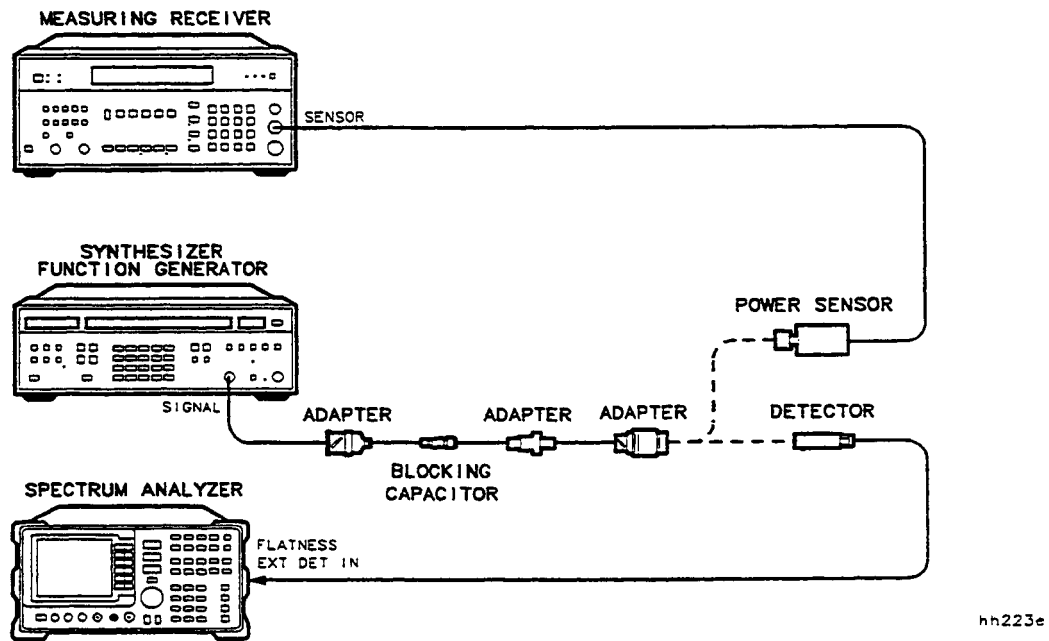 MEASURING RECEIVER
SENSOR
SYNTHESIZER
FUNCTION GENERATOR
POWER SENSOR
SIGNAL
ADAPTER
ADAPTER
ADAPTER
DETECTOR
BLOCKING
CAPACITOR
SPECTRUM ANALYZER
FLATNESS
EXT DET IN
hh223e